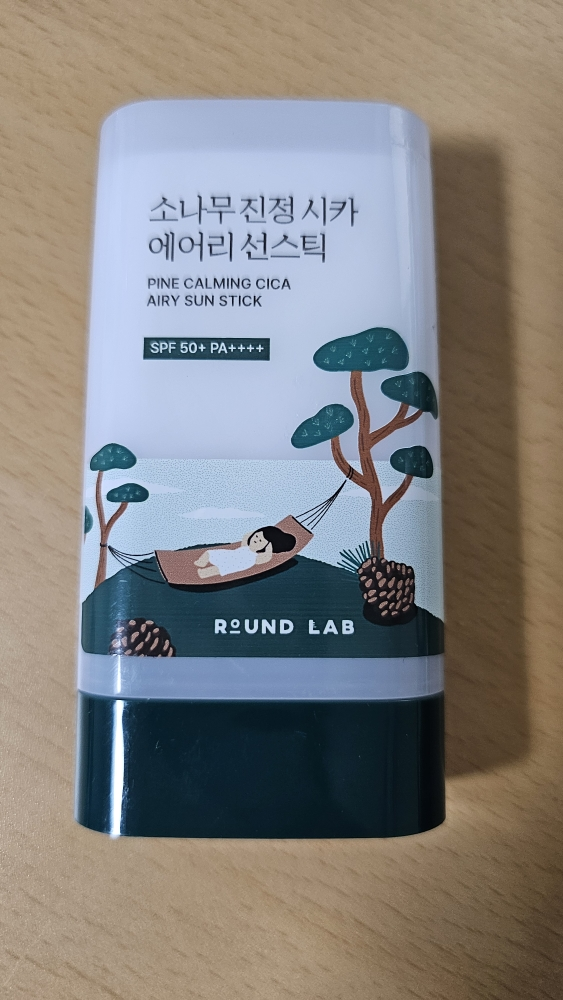 소나무 진정 시카
에어리 선스틱
PINE CALMING CICA
AIRY SUN STICK
SPF 50+ PA++++
ROUND LAB